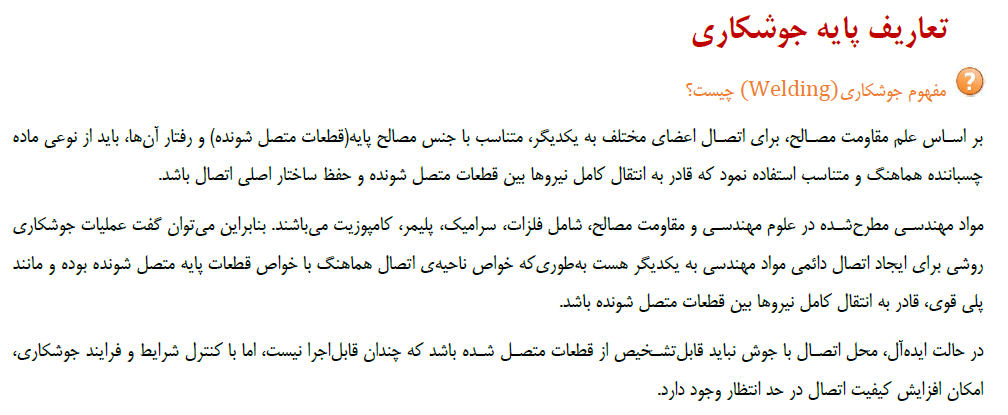 تعاریف پایه جوشکاری
مفهوم جوشکاری(Welding) چیست؟
بر اساس علم مقاومت مصالح، برای اتصال اعضای مختلف به یکدیگر، متناسب با جنس مصالح پایه(قطعات متصل شونده) و رفتار آن‌ها، باید از نوعی ماده
چسباننده هماهنگ و متناسب استفاده نمود که قادر به انتقال کامل نیروها بین قطعات متصل شونده و حفظ ساختار اصلی اتصال باشد.
مواد مهندسی مطرح‌شده در علوم مهندسی و مقاومت مصالح، شامل فلزات، سرامیک، پلیمر، کامپوزیت می‌باشند. بنابراین می‌توان گفت عملیات جوشکاری
روشی برای ایجاد اتصال دائمی مواد مهندسی به یکدیگر هست به‌طوری‌که خواص ناحیه‌ی اتصال هماهنگ با خواص قطعات پایه متصل شونده بوده و مانند
پلی قوی، قادر به انتقال کامل نیروها بین قطعات متصل شونده باشد.
در حالت ایده‌آل، محل اتصال با جوش نباید قابل‌تشخیص از قطعات متصل شده باشد که چندان قابل‌اجرا نیست، اما با کنترل شرایط و فرایند جوشکاری،
امکان افزایش کیفیت اتصال در حد انتظار وجود دارد.